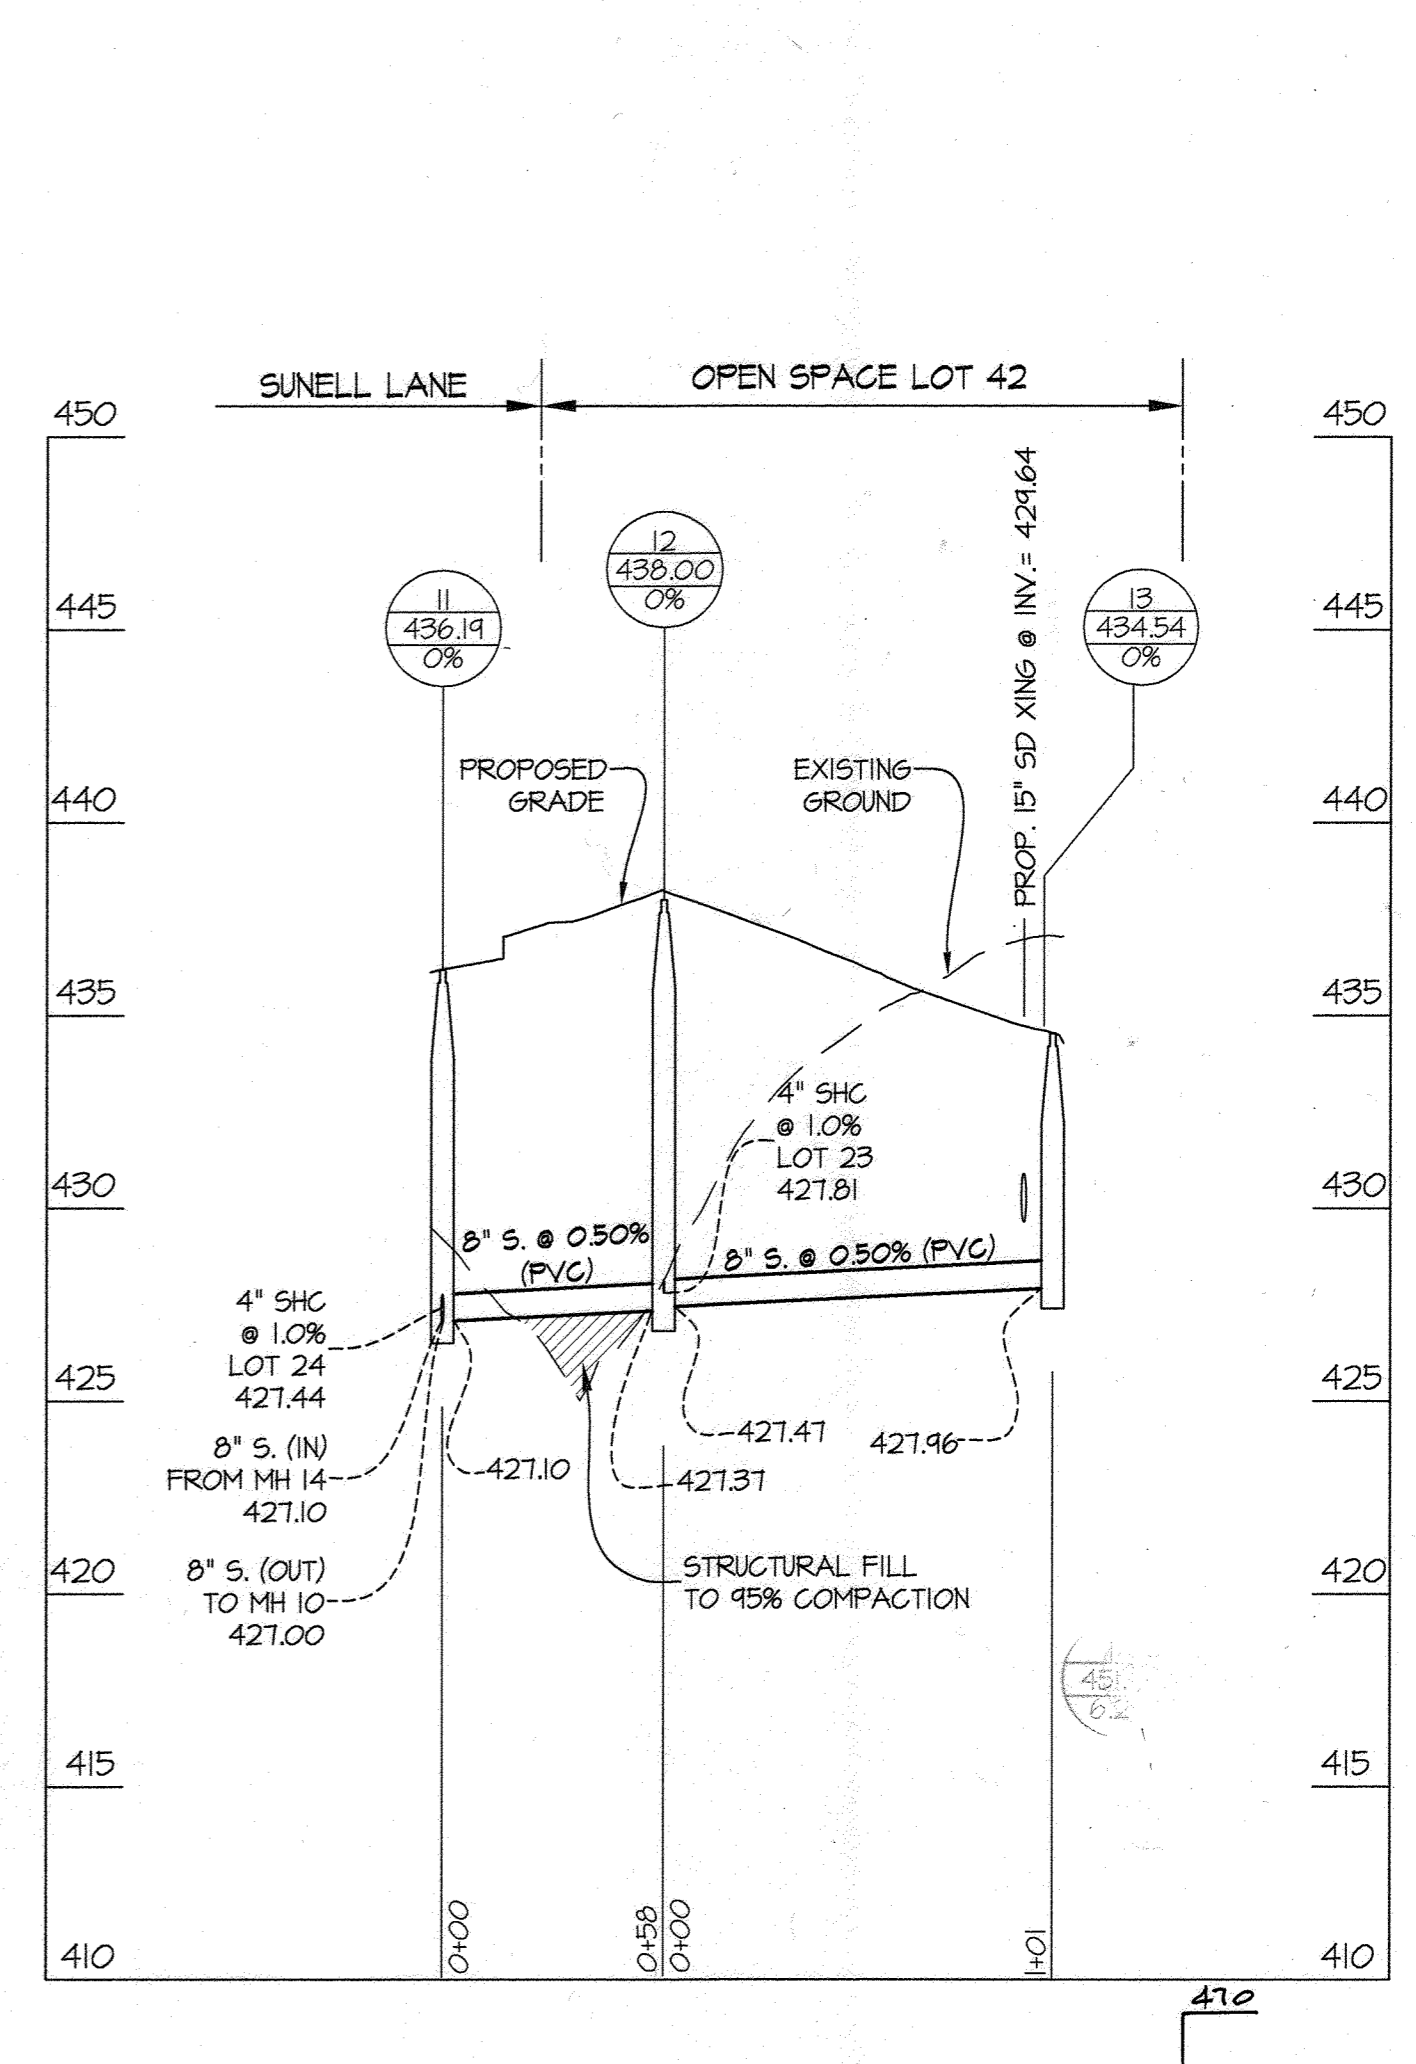 SUNELL LANE
OPEN SPACE LOT 42
450
450
445
445
440
440
435
435
430
430
425
425
420
420
415
415
410
410
11
436.19
0%
12
438.00
0%
13
434.54
0%
PROP. 15" SD XING @ INV.= 429.64
PROPOSED
GRADE
EXISTING
GROUND
4" SHC
@ 1.0%
LOT 23
427.81
8" S. @ 0.50%
(PVC)
8" S. @ 0.50% (PVC)
4" SHC
@ 1.0%
LOT 24
427.44
8" S. (IN)
FROM MH 14
427.10
8" S. (OUT)
TO MH 10
427.00
427.10
427.37
427.47
427.96
STRUCTURAL FILL
TO 95% COMPACTION
0+00
0+58
0+00
1+01
470